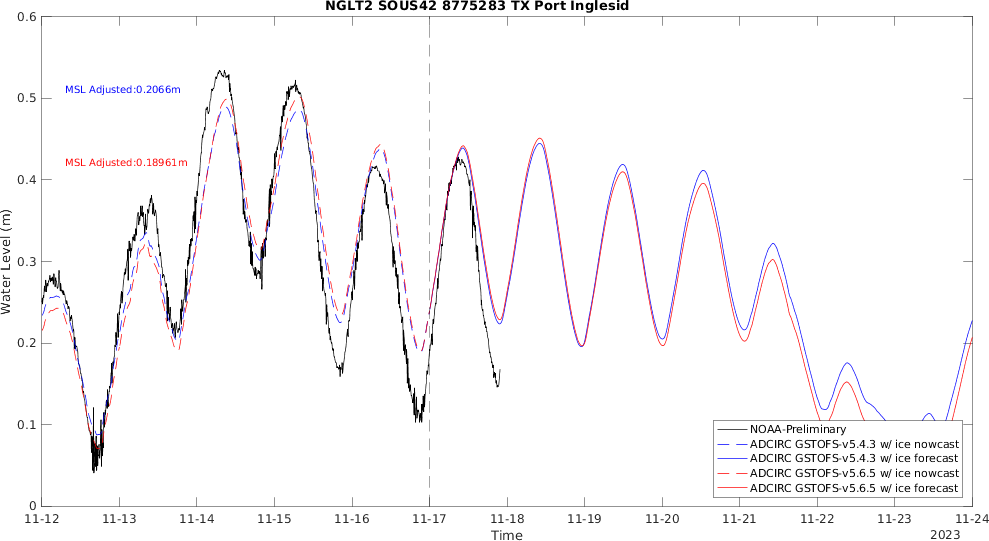 NGLT2 SOUS42 8775283 TX Port Inglesid
0.6
0.5
0.4
0.3
0.2
0.1
0
Water Level (m)
MSL Adjusted:0.2066m
MSL Adjusted:0.18961m
NOAA-Preliminary
ADCIRC GSTOFS-v5.4.3 w/ ice nowcast
ADCIRC GSTOFS-v5.4.3 w/ ice forecast
ADCIRC GSTOFS-v5.6.5 w/ ice nowcast
ADCIRC GSTOFS-v5.6.5 w/ ice forecast
11-12 11-13 11-14 11-15 11-16 11-17 11-18 11-19 11-20 11-21 11-22 11-23 11-24
Time
2023